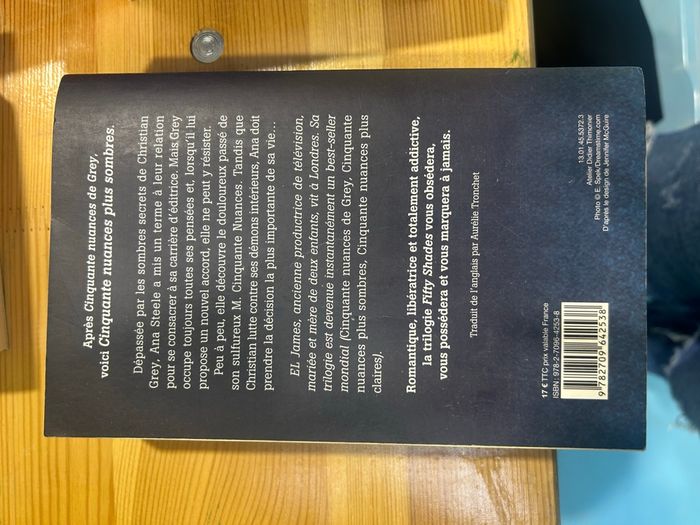 Après Cinquante nuances de Grey,
voici Cinquante nuances plus sombres.
Dépassée par les sombres secrets de Christian
Grey, Ana Steele a mis un terme à leur relation
pour se consacrer à sa carrière d'éditrice. Mais Grey
occupe toujours toutes ses pensées et, lorsqu'il lui
propose un nouvel accord, elle ne peut y résister.
Peu à peu, elle découvre le douloureux passé de
son sulfureux M. Cinquante Nuances. Tandis que
Christian lutte contre ses démons intérieurs, Ana doit
prendre la décision la plus importante de sa vie…
EL James, ancienne productrice de télévision,
mariée et mère de deux enfants, vit à Londres. Sa
trilogie est devenue instantanément un best-seller
mondial (Cinquante nuances de Grey, Cinquante
nuances plus sombres, Cinquante nuances plus
claires).
Romantique, libératrice et totalement addictive,
la trilogie Fifty Shades vous obsédera,
vous possédera et vous marquera à jamais.
Traduit de l'anglais par Aurélie Tronchet
17 € TTC prix valable France
ISBN : 978-2-7096-4253-8
9 782709 642538
13.01.45.5372.3
Atelier Didier Thimonier
Photo © E. Spek/Dreamstime.com
D'après le design de Jennifer McGuire